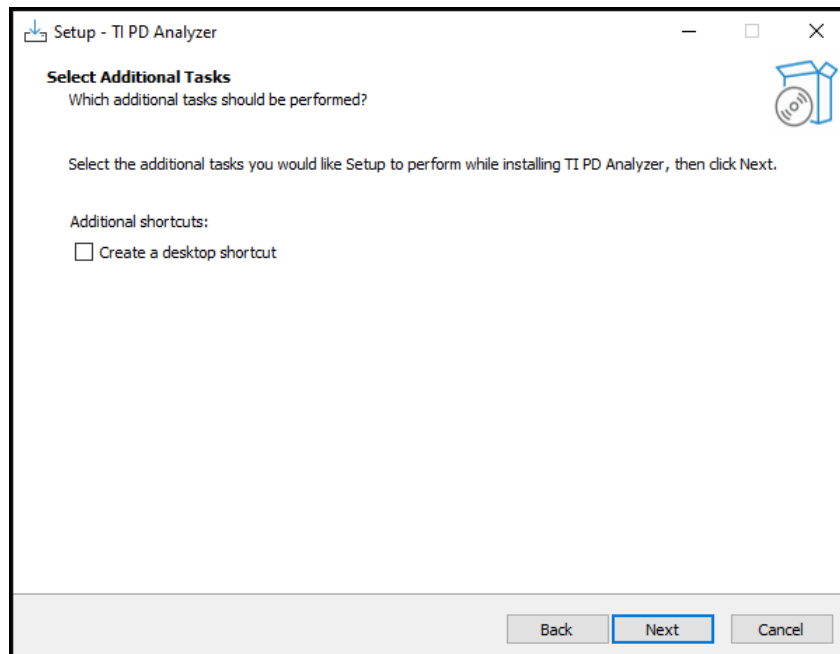 Setup - TI PD Analyzer
Select Additional Tasks
Which additional tasks should be performed?
Select the additional tasks you would like Setup to perform while installing TI PD Analyzer, then click Next.
Additional shortcuts:
Create a desktop shortcut
Back Next Cancel